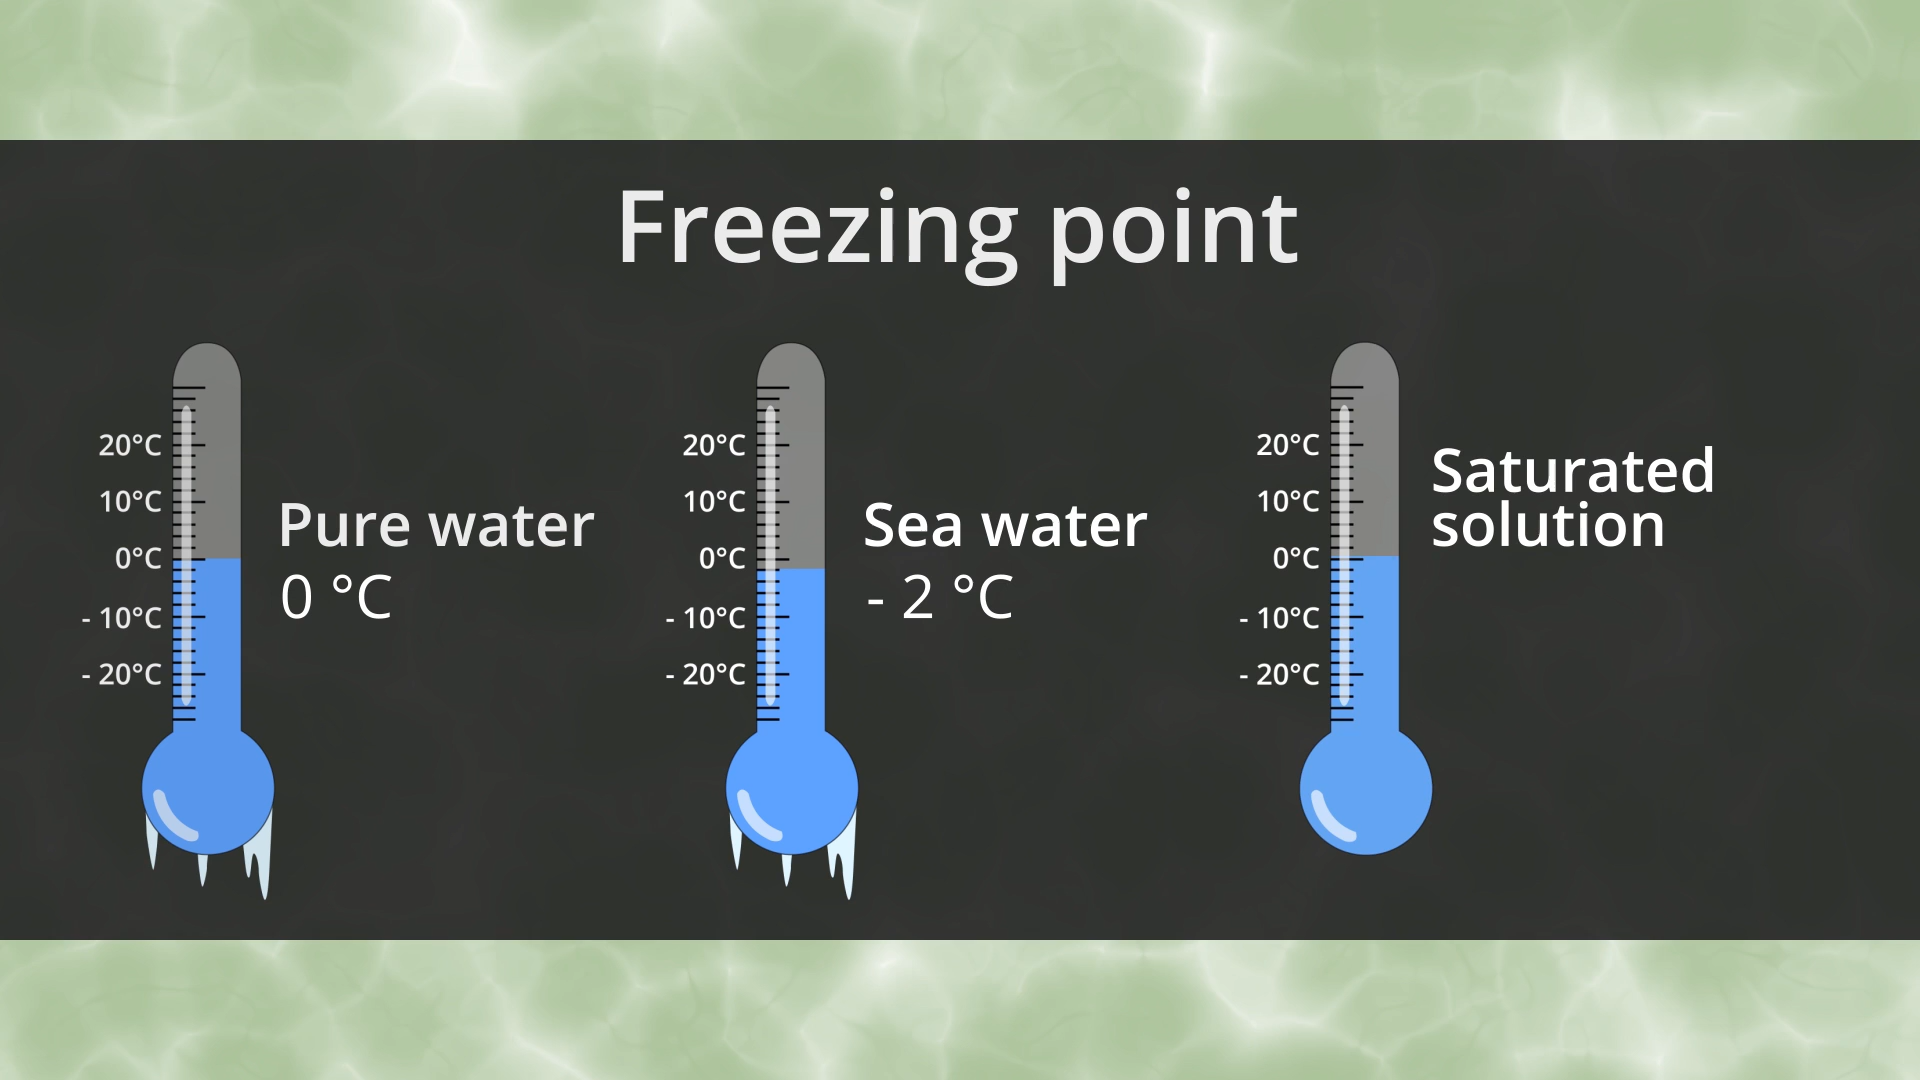 Freezing point
20°C
10°C
0°C
- 10°C
- 20°C
Pure water
0 °C
20°C
10°C
0°C
- 10°C
- 20°C
Sea water
- 2 °C
20°C
10°C
0°C
- 10°C
- 20°C
Saturated
solution